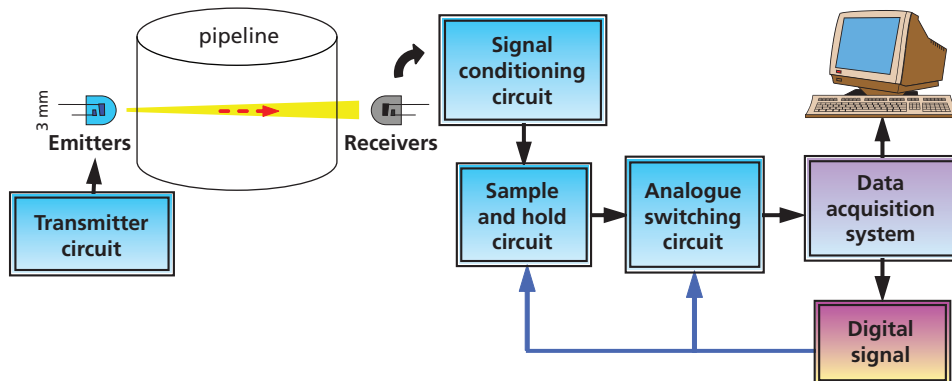 pipeline
3 mm
Emitters
Receivers
Transmitter
circuit
Signal
conditioning
circuit
Sample
and hold
circuit
Analogue
switching
circuit
Data
acquisition
system
Digital
signal